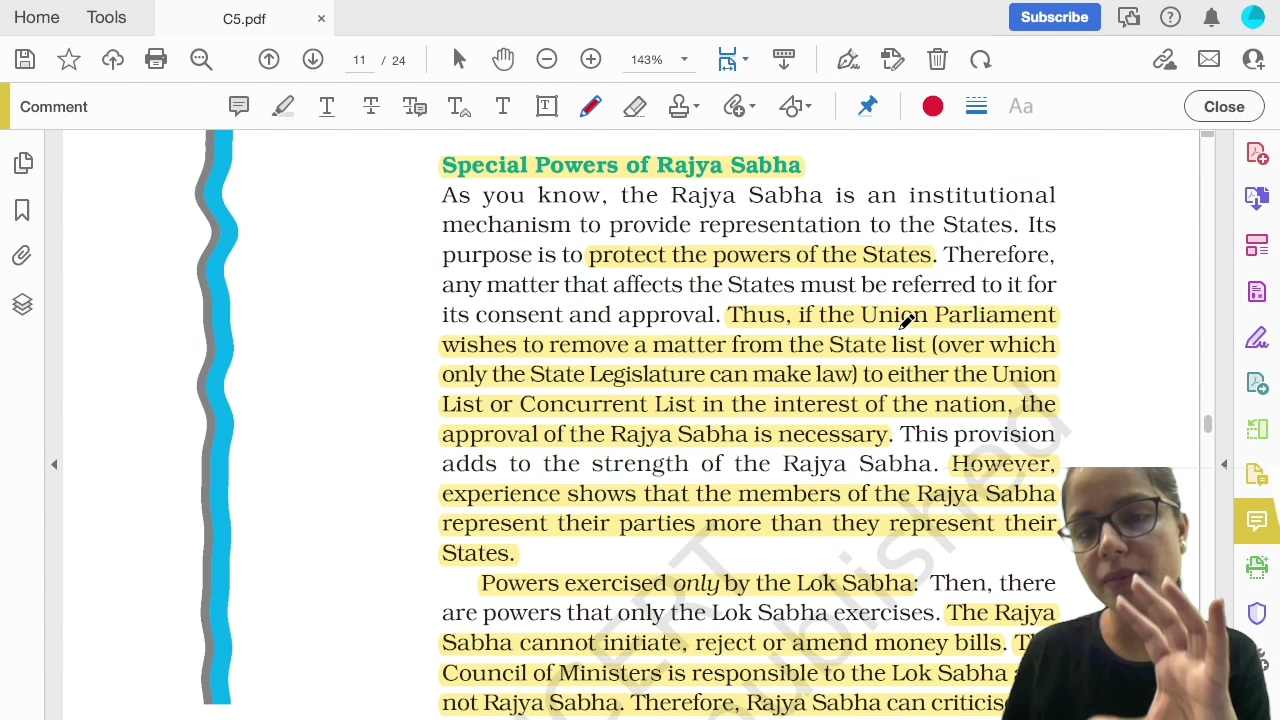 Home Tools C5.pdf × Subscribe
11 / 24 143%
Comment Aa Close
Special Powers of Rajya Sabha
As you know, the Rajya Sabha is an institutional
mechanism to provide representation to the States. Its
purpose is to protect the powers of the States. Therefore,
any matter that affects the States must be referred to it for
its consent and approval. Thus, if the Union Parliament
wishes to remove a matter from the State list (over which
only the State Legislature can make law) to either the Union
List or Concurrent List in the interest of the nation, the
approval of the Rajya Sabha is necessary. This provision
adds to the strength of the Rajya Sabha. However,
experience shows that the members of the Rajya Sabha
represent their parties more than they represent their
States.
Powers exercised only by the Lok Sabha: Then, there
are powers that only the Lok Sabha exercises. The Rajya
Sabha cannot initiate, reject or amend money bills.
Council of Ministers is responsible to the Lok Sabha
not Rajya Sabha. Therefore, Rajya Sabha can